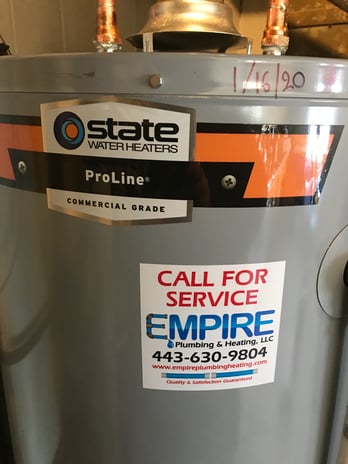 1/16/20
state
WATER HEATERS
ProLine®
COMMERCIAL GRADE
CALL FOR
SERVICE
EMPIRE
Plumbing & Heating, LLC
443-630-9804
www.empireplumbingheating.com
Quality & Satisfaction Guaranteed